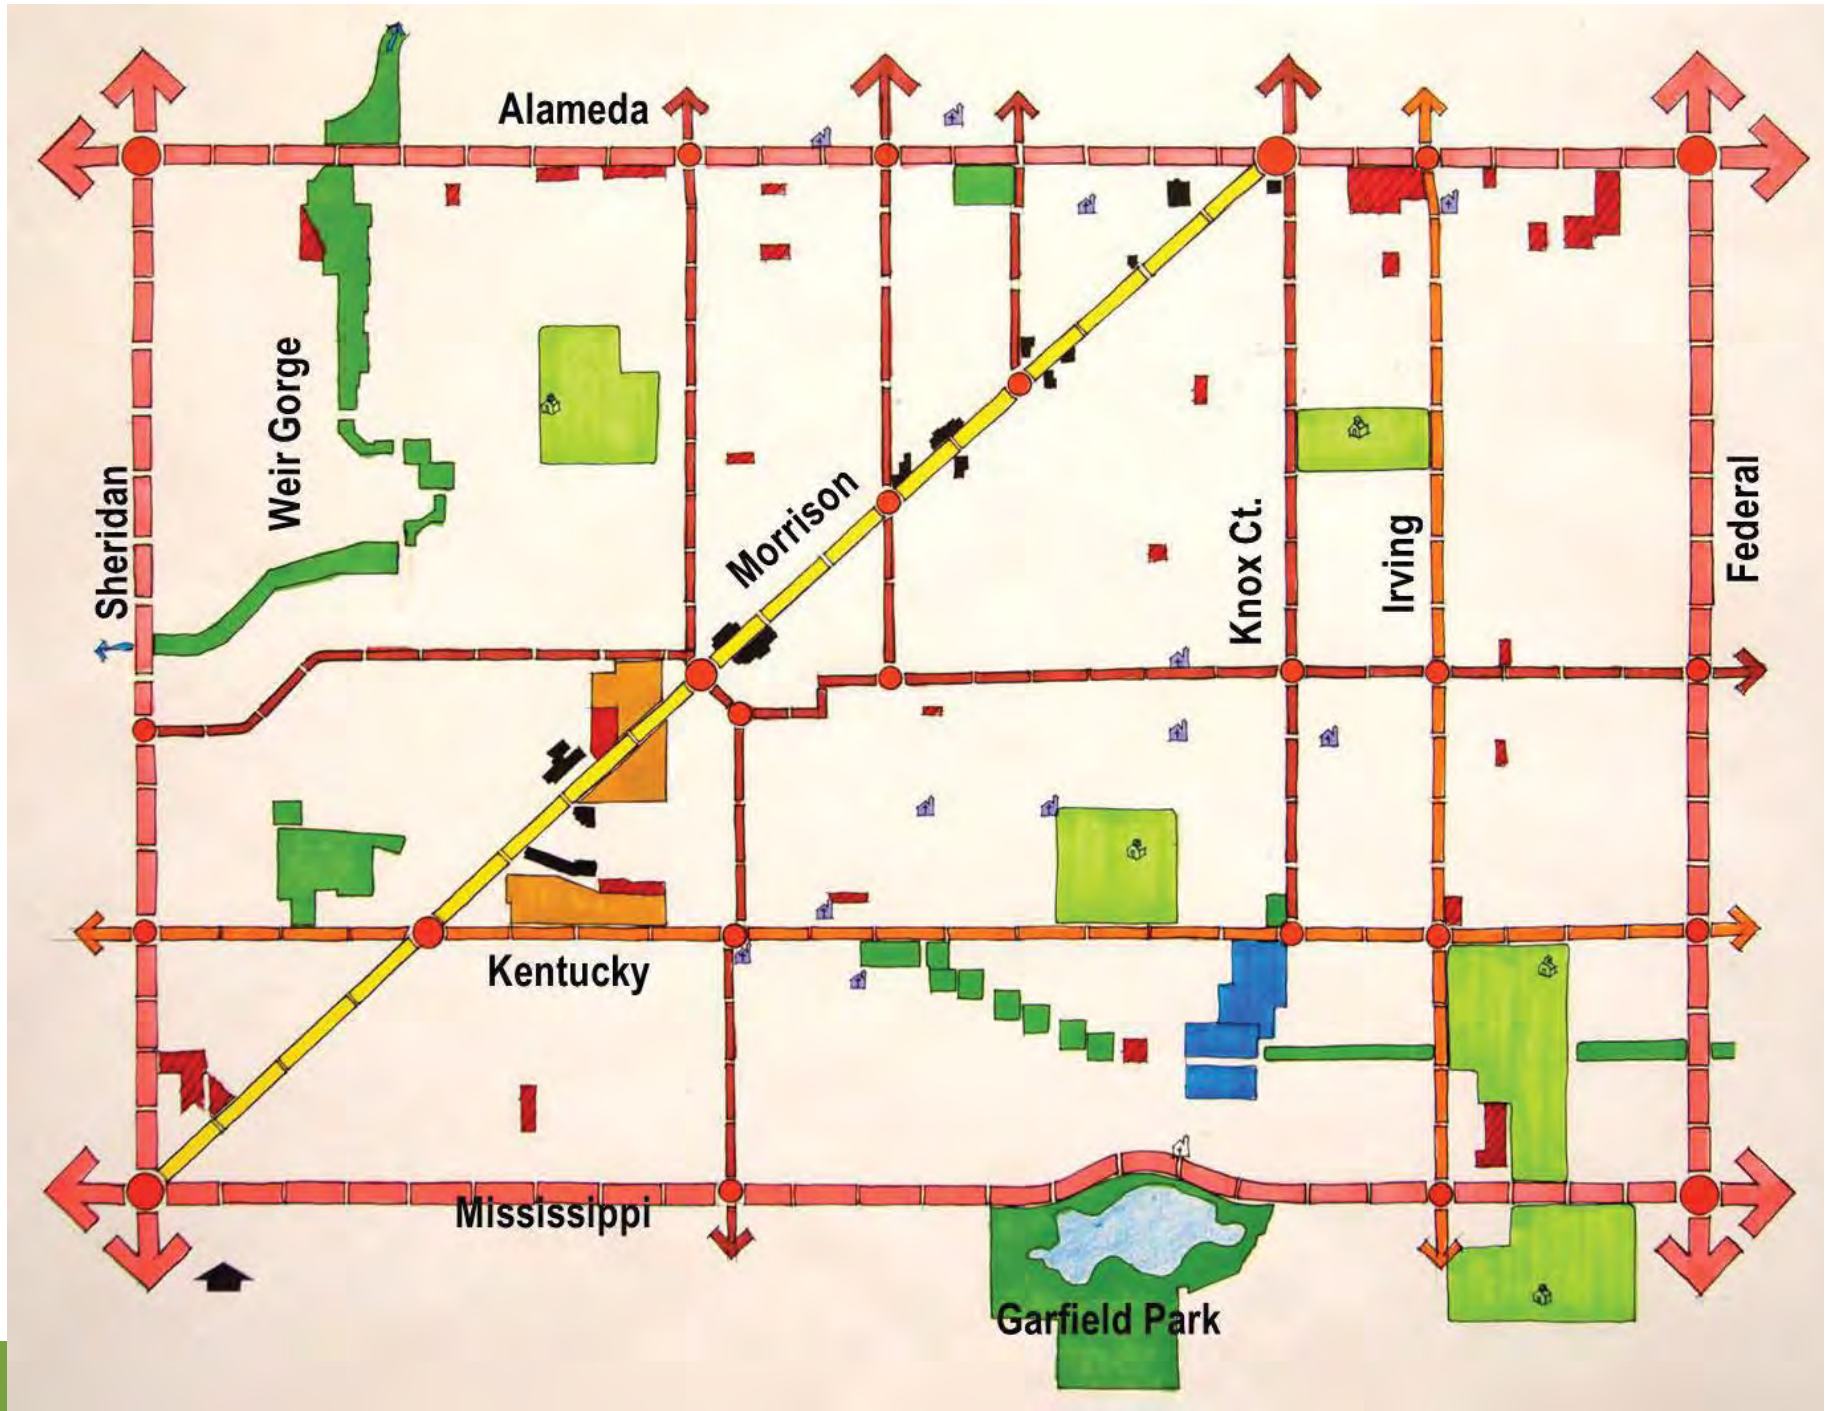 Alameda
Weir Gorge
Sheridan
Morrison
Knox Ct.
Irving
Federal
Kentucky
Mississippi
Garfield Park